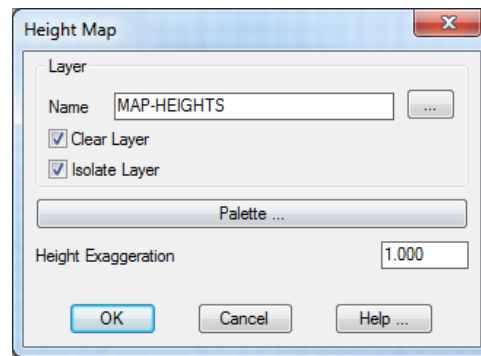 Height Map
Layer
Name MAP-HEIGHTS ...
Clear Layer
Isolate Layer
Palette ...
Height Exaggeration 1.000
OK Cancel Help ...